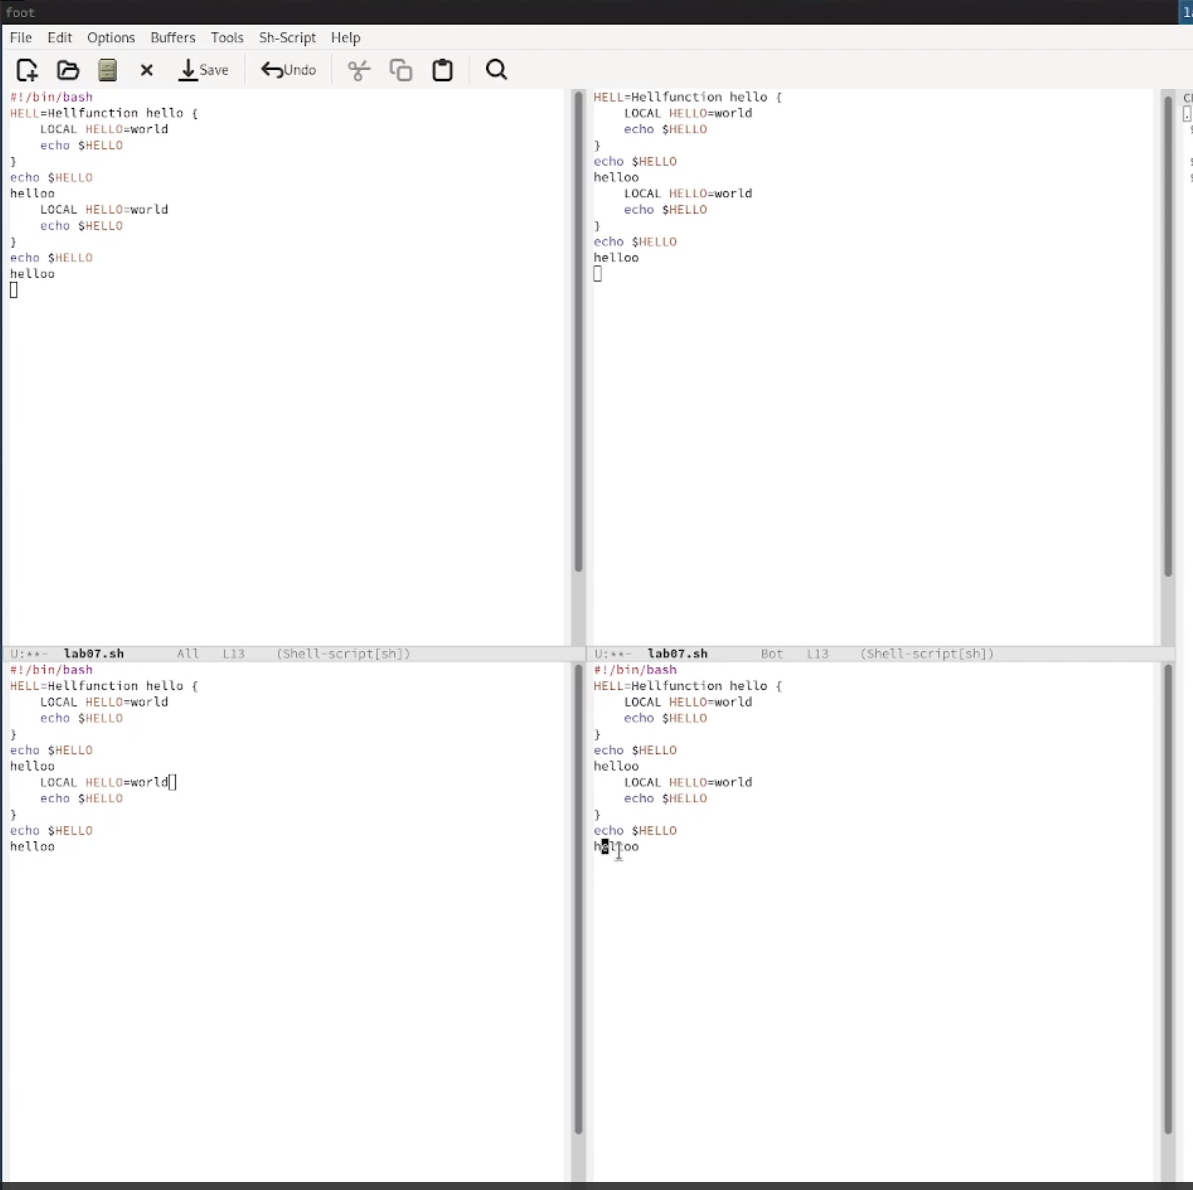 foot
File Edit Options Buffers Tools Sh-Script Help
Save Undo
#!/bin/bash
HELL=Hellfunction hello {
    LOCAL HELLO=world
    echo $HELLO
}
echo $HELLO
helloo
    LOCAL HELLO=world
    echo $HELLO
}
echo $HELLO
helloo
U:**- lab07.sh All L13 (Shell-script[sh])
HELL=Hellfunction hello {
    LOCAL HELLO=world
    echo $HELLO
}
echo $HELLO
helloo
    LOCAL HELLO=world
    echo $HELLO
}
echo $HELLO
helloo
U:**- lab07.sh Bot L13 (Shell-script[sh])
#!/bin/bash
HELL=Hellfunction hello {
    LOCAL HELLO=world
    echo $HELLO
}
echo $HELLO
helloo
    LOCAL HELLO=world
    echo $HELLO
}
echo $HELLO
helloo
#!/bin/bash
HELL=Hellfunction hello {
    LOCAL HELLO=world
    echo $HELLO
}
echo $HELLO
helloo
    LOCAL HELLO=world
    echo $HELLO
}
echo $HELLO
helloo